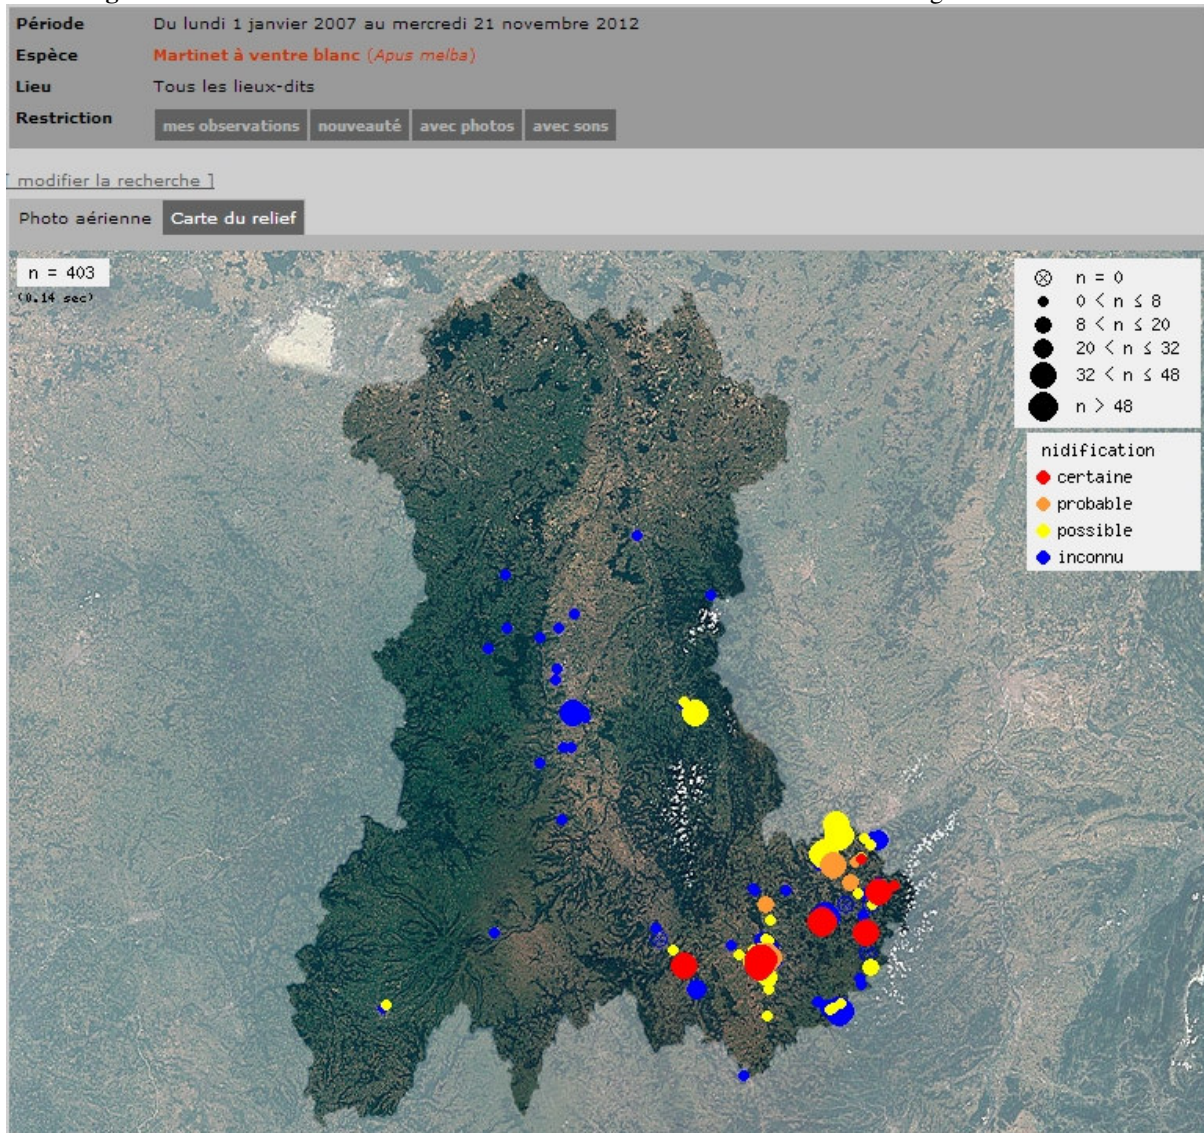 Période Du lundi 1 janvier 2007 au mercredi 21 novembre 2012
Espèce Martinet à ventre blanc (Apus melba)
Lieu Tous les lieux-dits
Restriction mes observations nouveauté avec photos avec sons
[ modifier la recherche ]
Photo aérienne Carte du relief
n = 403
(0.14 sec)
n = 0
0 < n ≤ 8
8 < n ≤ 20
20 < n ≤ 32
32 < n ≤ 48
n > 48
nidification
certaine
probable
possible
inconnu